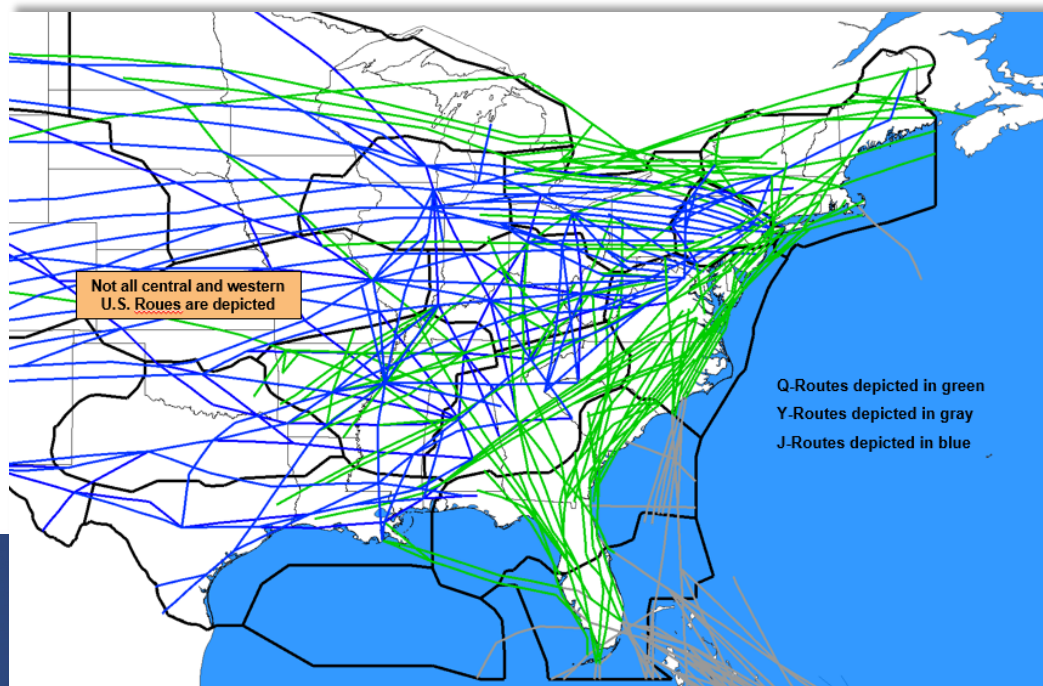 Not all central and western
U.S. Roues are depicted
Q-Routes depicted in green
Y-Routes depicted in gray
J-Routes depicted in blue